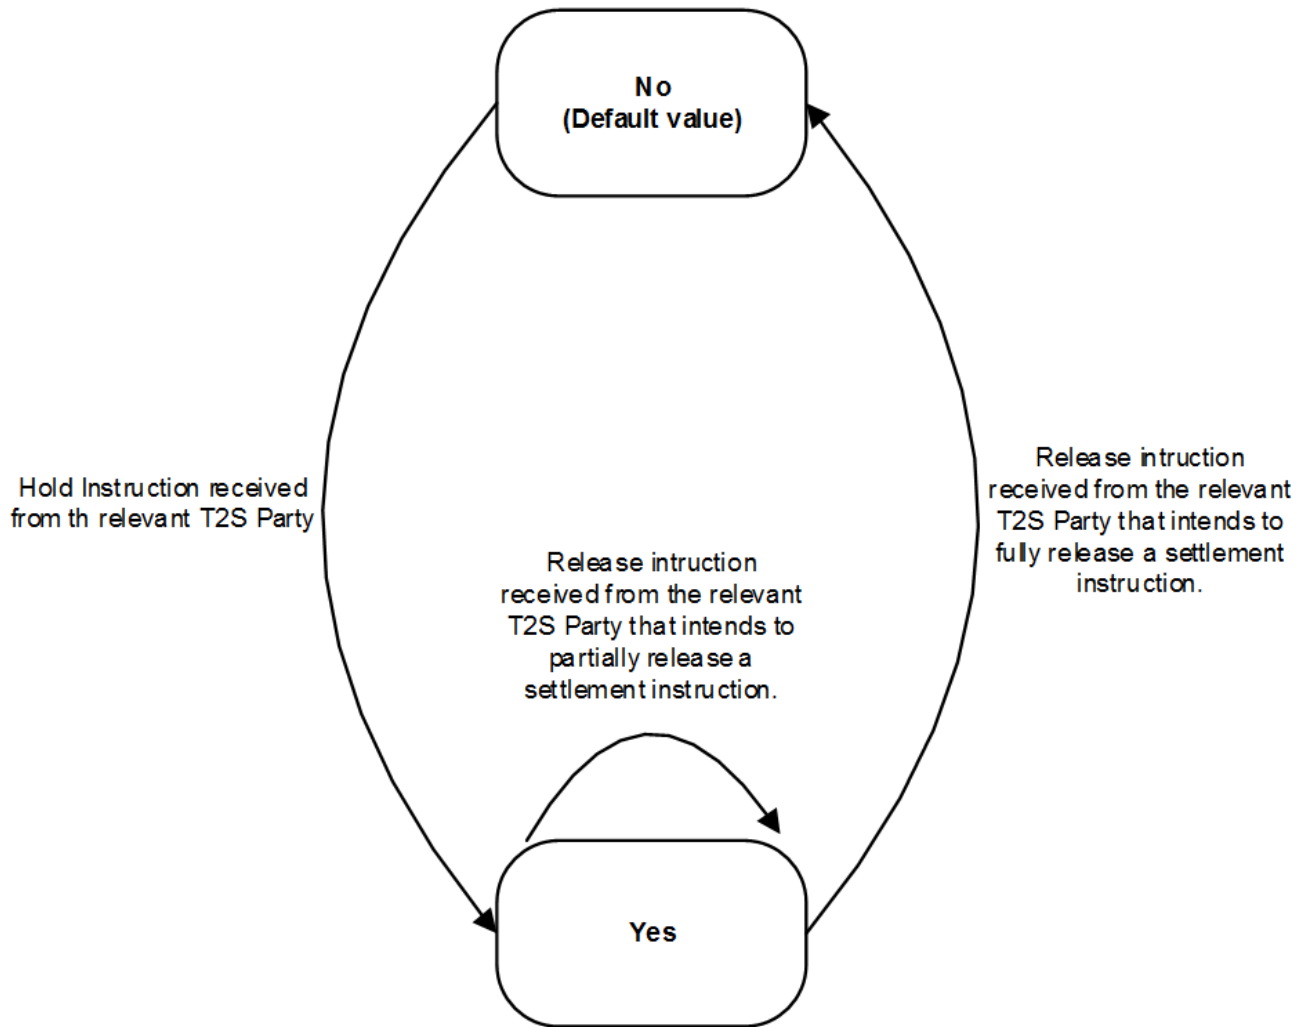 No
(Default value)
Hold Instruction received
from th relevant T2S Party
Release intruction
received from the relevant
T2S Party that intends to
fully release a settlement
instruction.
Release intruction
received from the relevant
T2S Party that intends to
partially release a
settlement instruction.
Yes